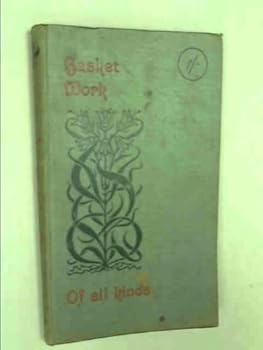 Basket
Work
1/-
Of all kinds